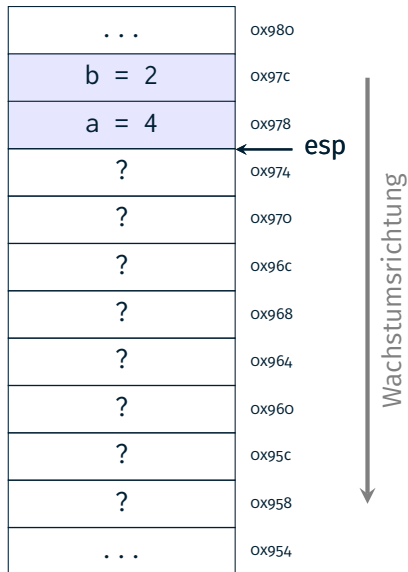 ... 0x980
b = 2 0x97c
a = 4 0x978
esp
? 0x974
? 0x970
? 0x96c
? 0x968
? 0x964
? 0x960
? 0x95c
? 0x958
... 0x954
Wachstumsrichtung